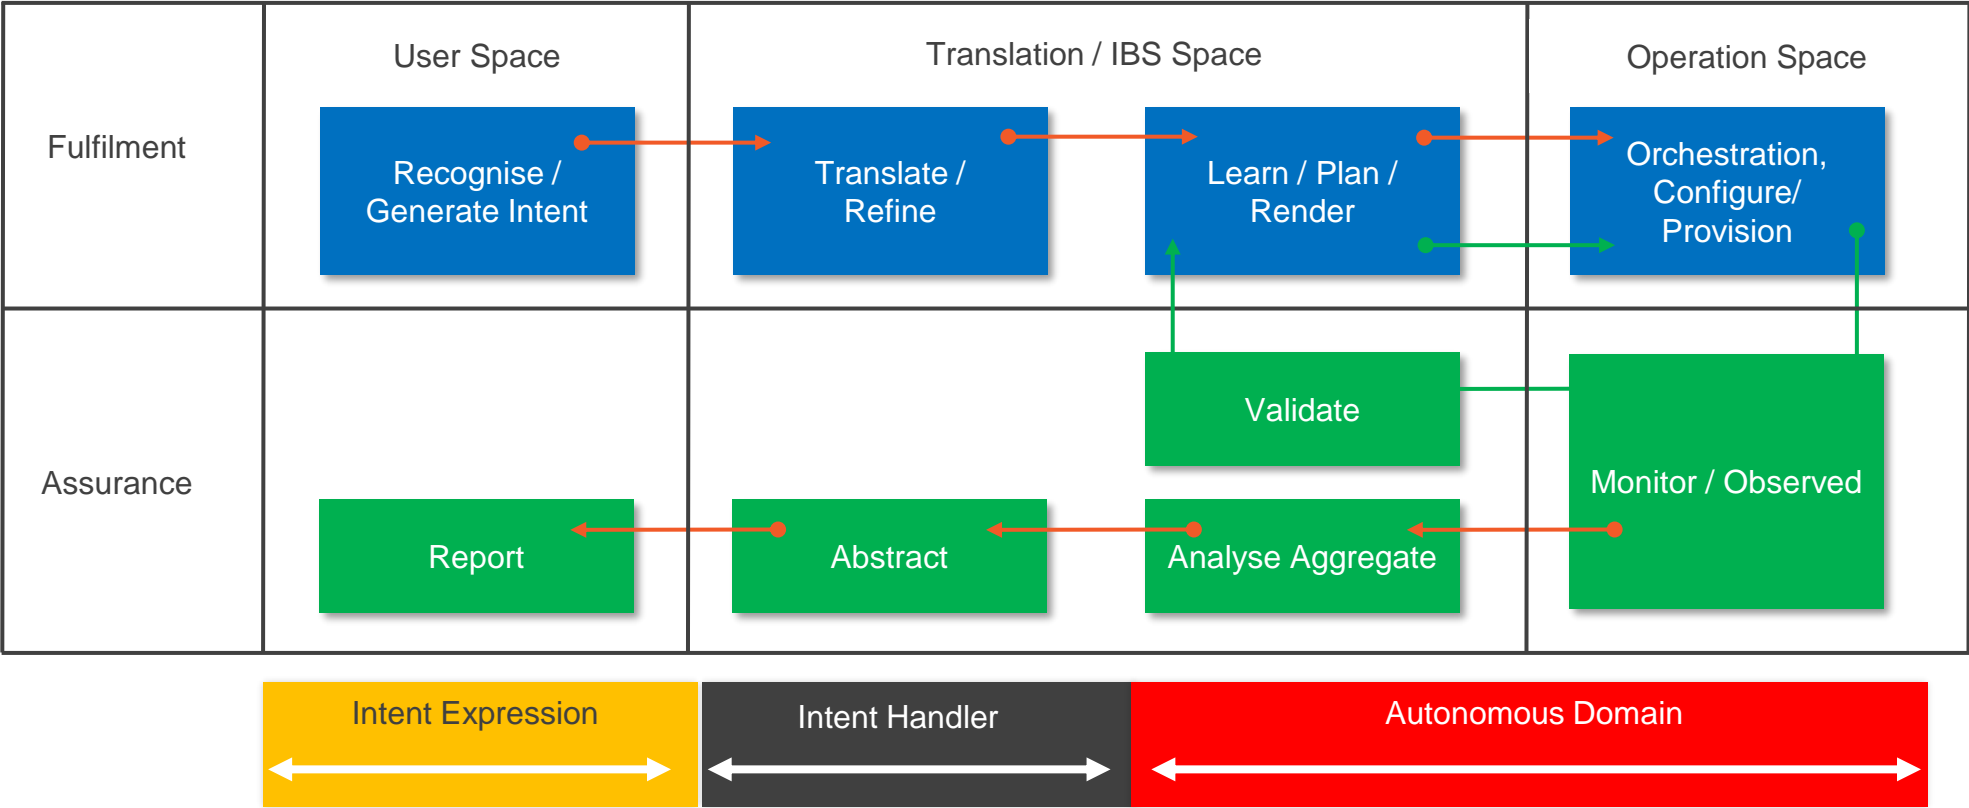 User Space
Translation / IBS Space
Operation Space
Fulfilment
Recognise /
Generate Intent
Translate /
Refine
Learn / Plan /
Render
Orchestration,
Configure/
Provision
Assurance
Validate
Monitor / Observed
Report
Abstract
Analyse Aggregate
Intent Expression
Intent Handler
Autonomous Domain